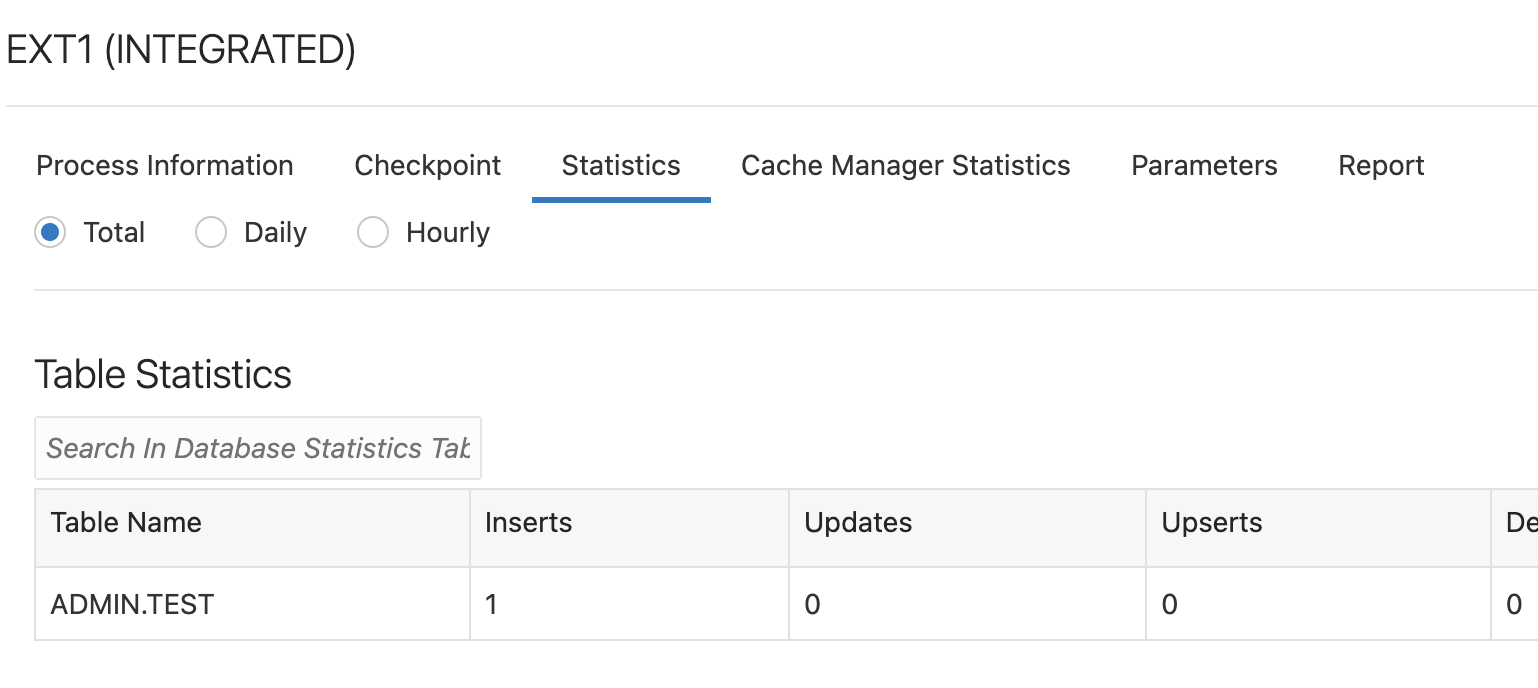 EXT1 (INTEGRATED)
Process Information Checkpoint Statistics Cache Manager Statistics Parameters Report
Total Daily Hourly
Table Statistics
Search In Database Statistics Tab
Table Name Inserts Updates Upserts De
ADMIN.TEST 1 0 0 0